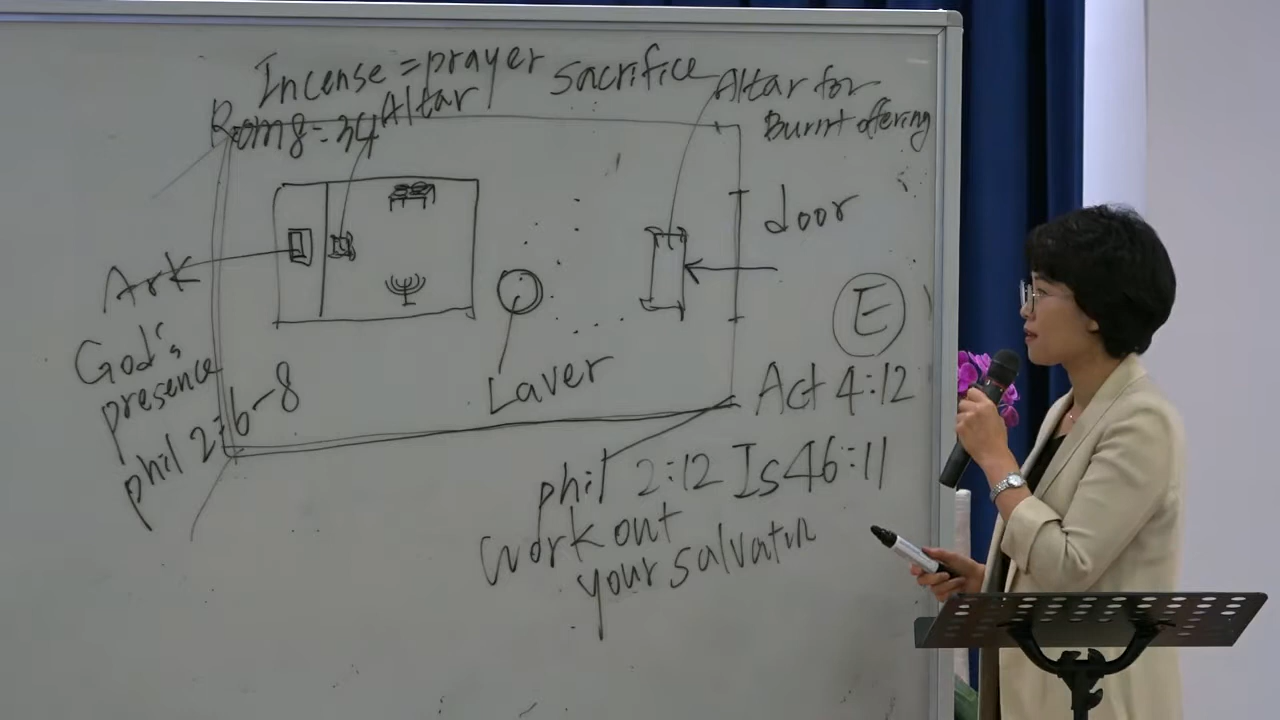 Incense = prayer
sacrifice
Altar for
Burnt offering
Rom 8:34
Altar
door
Ark
God's
presence
phil 2:6-8
Laver
E
Act 4:12
phil 2:12 Is 46:11
work out
your salvation